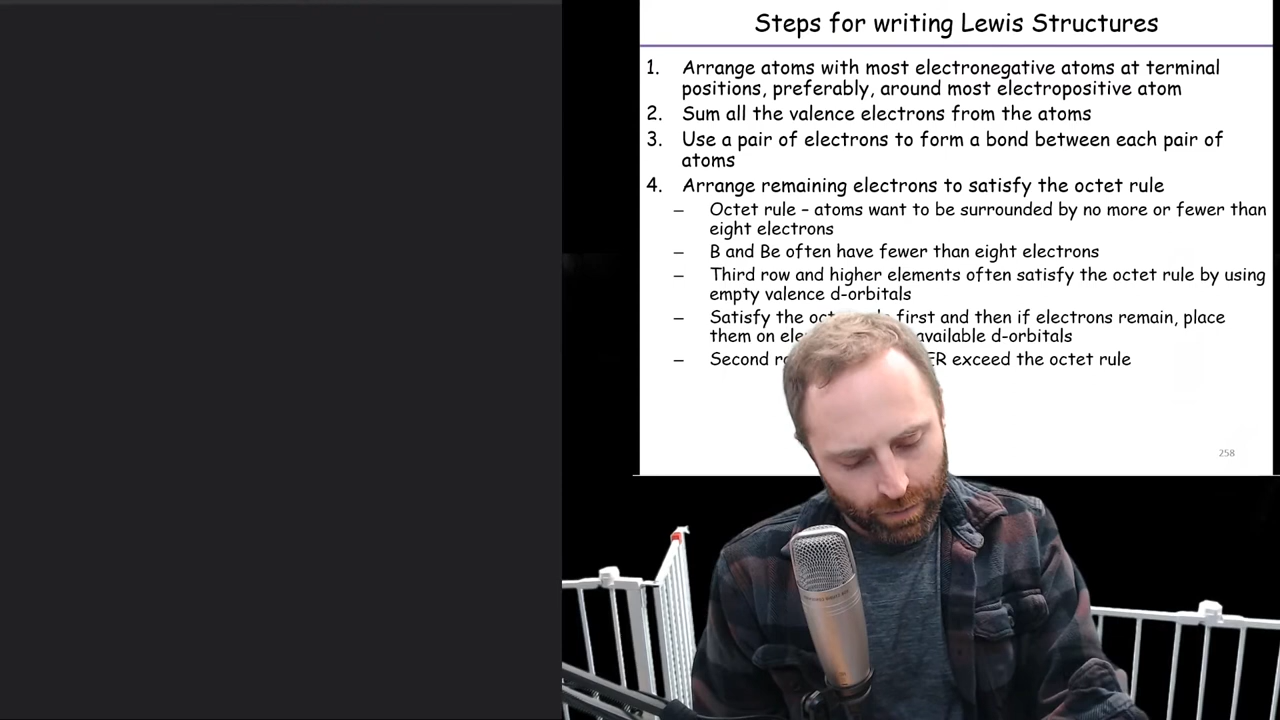 Steps for writing Lewis Structures
1. Arrange atoms with most electronegative atoms at terminal
positions, preferably, around most electropositive atom
2. Sum all the valence electrons from the atoms
3. Use a pair of electrons to form a bond between each pair of
atoms
4. Arrange remaining electrons to satisfy the octet rule
– Octet rule – atoms want to be surrounded by no more or fewer than
eight electrons
– B and Be often have fewer than eight electrons
– Third row and higher elements often satisfy the octet rule by using
empty valence d-orbitals
– Satisfy the first and then if electrons remain, place
them on available d-orbitals
– Second exceed the octet rule
258